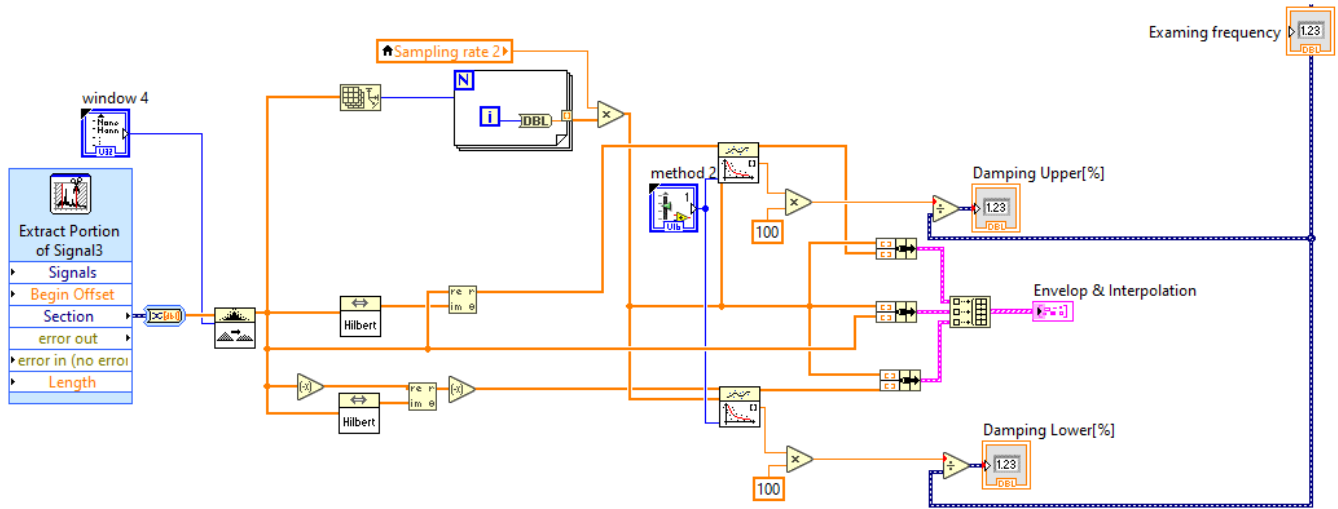 Examing frequency
1.23
DBL
Sampling rate 2
window 4
None
Hann
U32
N
i
DBL
Extract Portion
of Signal3
Signals
Begin Offset
Section
error out
error in (no erro
Length
method 2
1
U16
100
Damping Upper[%]
1.23
DBL
re r
im θ
Hilbert
Envelop & Interpolation
(-x)
re r
im θ
(-x)
Hilbert
100
Damping Lower[%]
1.23
DBL